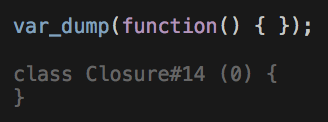 var_dump(function() { });
class Closure#14 (0) {
}